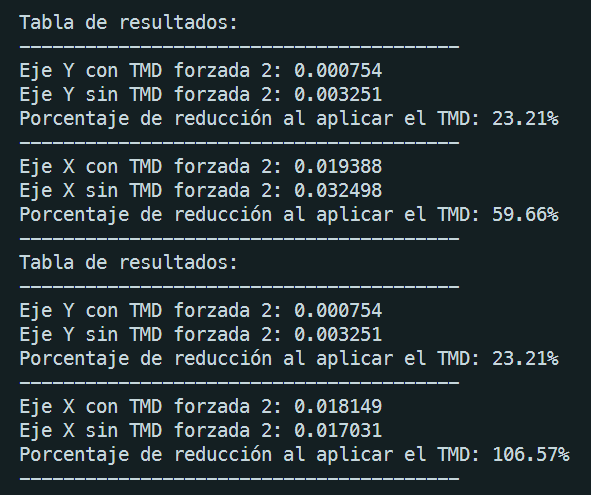 Tabla de resultados:
----------------------------------------
Eje Y con TMD forzada 2: 0.000754
Eje Y sin TMD forzada 2: 0.003251
Porcentaje de reducción al aplicar el TMD: 23.21%
----------------------------------------
Eje X con TMD forzada 2: 0.019388
Eje X sin TMD forzada 2: 0.032498
Porcentaje de reducción al aplicar el TMD: 59.66%
----------------------------------------
Tabla de resultados:
----------------------------------------
Eje Y con TMD forzada 2: 0.000754
Eje Y sin TMD forzada 2: 0.003251
Porcentaje de reducción al aplicar el TMD: 23.21%
----------------------------------------
Eje X con TMD forzada 2: 0.018149
Eje X sin TMD forzada 2: 0.017031
Porcentaje de reducción al aplicar el TMD: 106.57%
----------------------------------------